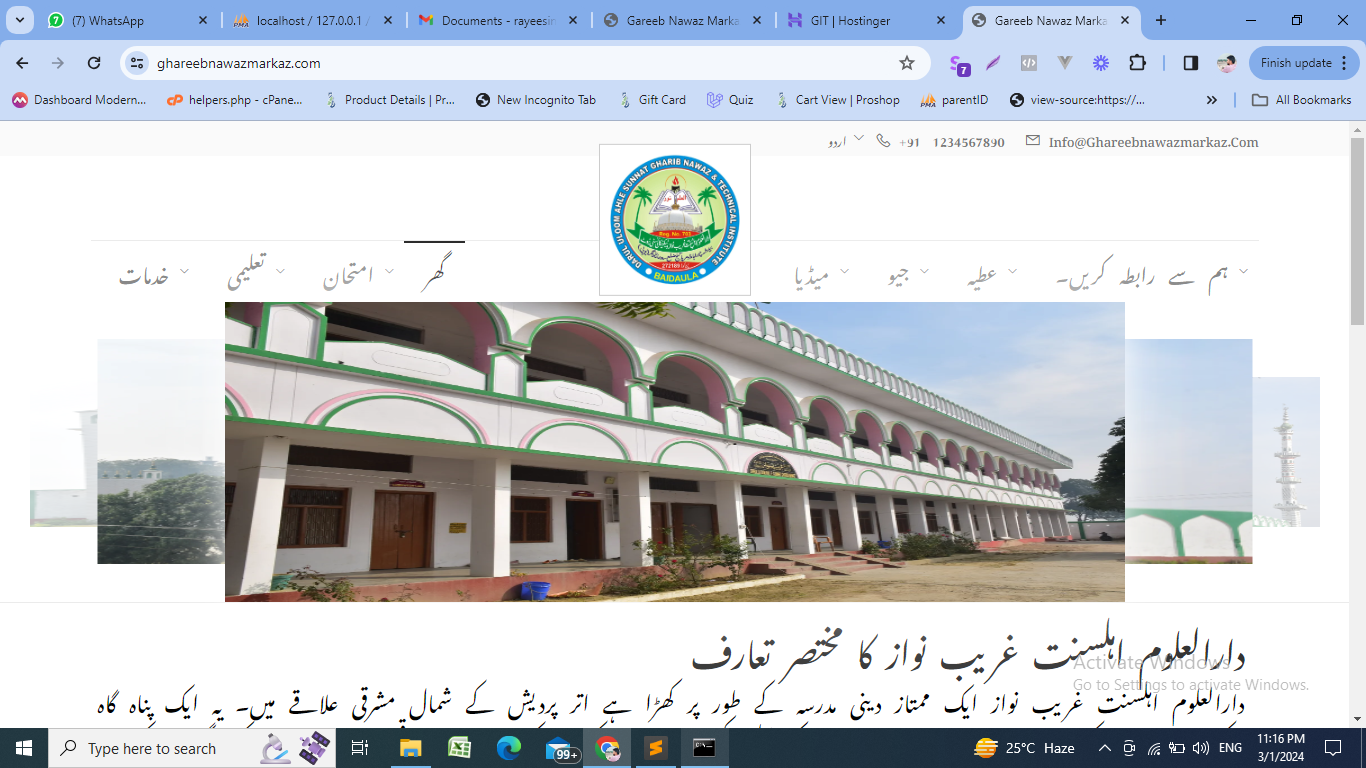 (7) WhatsApp
localhost / 127.0.0.1 /
Documents - rayeesin
Gareeb Nawaz Marka
GIT | Hostinger
Gareeb Nawaz Marka
ghareebnawazmarkaz.com
Finish update
Dashboard Modern...
helpers.php - cPane...
Product Details | Pr...
New Incognito Tab
Gift Card
Quiz
Cart View | Proshop
parentID
view-source:https://...
All Bookmarks
اردو
+91 1234567890
Info@Ghareebnawazmarkaz.Com
DARUL ULOOM AHLE SUNNAT GHARIB NAWAZ & TECHNICAL INSTITUTE
Reg. No. 703
272189
BAIDAULA
ہم سے رابطہ کریں۔
عطیہ
جیو
میڈیا
گھر
امتحان
تعلیمی
خدمات
دارالعلوم اہلسنت غریب نواز کا مختصر تعارف
دارالعلوم اہلسنت غریب نواز ایک ممتاز دینی مدرسہ کے طور پر کھڑا ہے اتر پردیش کے شمال مشرقی علاقے میں۔ یہ ایک پناہ گاہ
Activate Windows
Go to Settings to activate Windows.
Type here to search
99+
25°C Haze
ENG
11:16 PM
3/1/2024